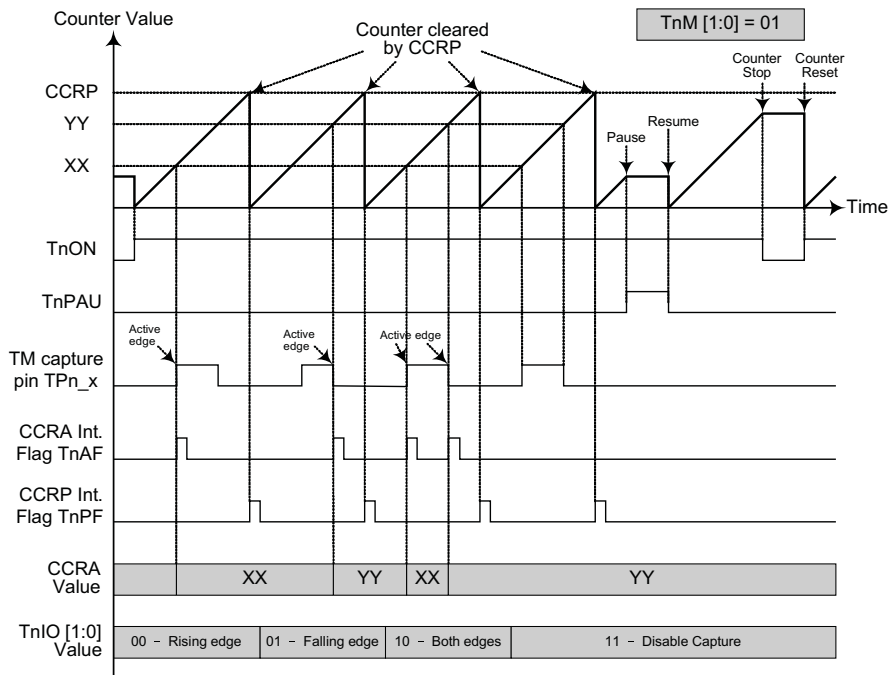 Counter Value
Counter cleared
by CCRP
TnM [1:0] = 01
Counter
Stop
Counter
Reset
CCRP
YY
XX
Pause
Resume
Time
TnON
TnPAU
Active
edge
Active
edge
Active edge
TM capture
pin TPn_x
CCRA Int.
Flag TnAF
CCRP Int.
Flag TnPF
CCRA
Value
XX
YY
XX
YY
TnIO [1:0]
Value
00 – Rising edge
01 – Falling edge
10 – Both edges
11 – Disable Capture